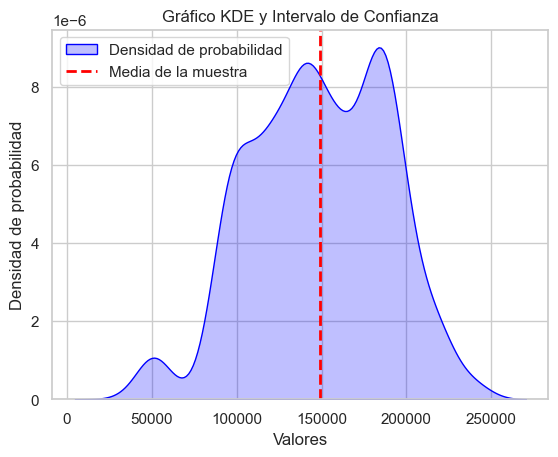 Gráfico KDE y Intervalo de Confianza
1e−6
Densidad de probabilidad
Media de la muestra
Densidad de probabilidad
8
6
4
2
0
0 50000 100000 150000 200000 250000
Valores